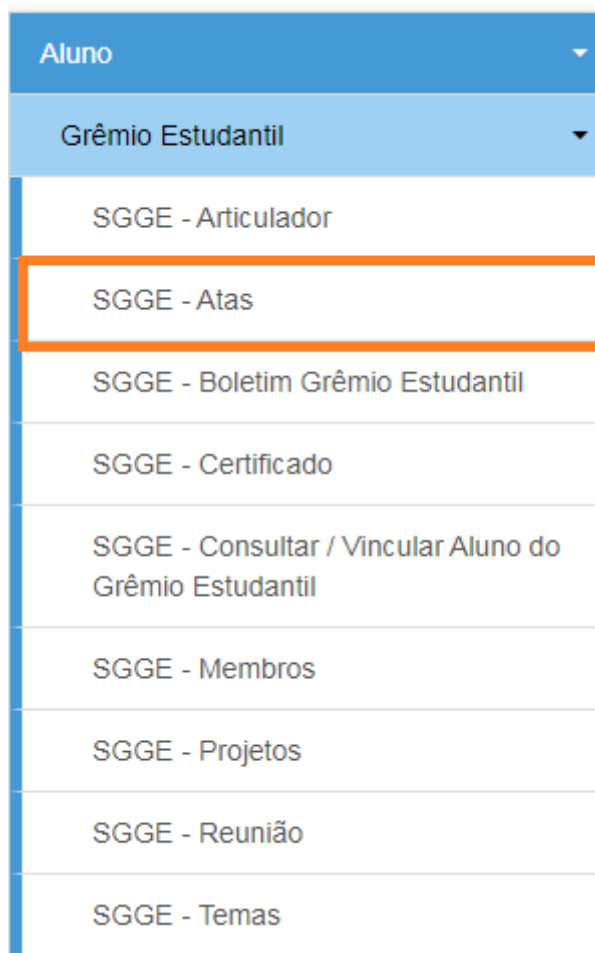 Aluno
Grêmio Estudantil
SGGE - Articulador
SGGE - Atas
SGGE - Boletim Grêmio Estudantil
SGGE - Certificado
SGGE - Consultar / Vincular Aluno do
Grêmio Estudantil
SGGE - Membros
SGGE - Projetos
SGGE - Reunião
SGGE - Temas